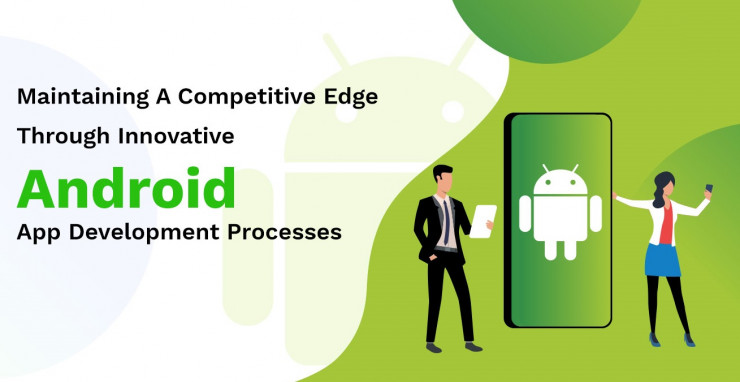 Maintaining A Competitive Edge
Through Innovative
Android
App Development Processes